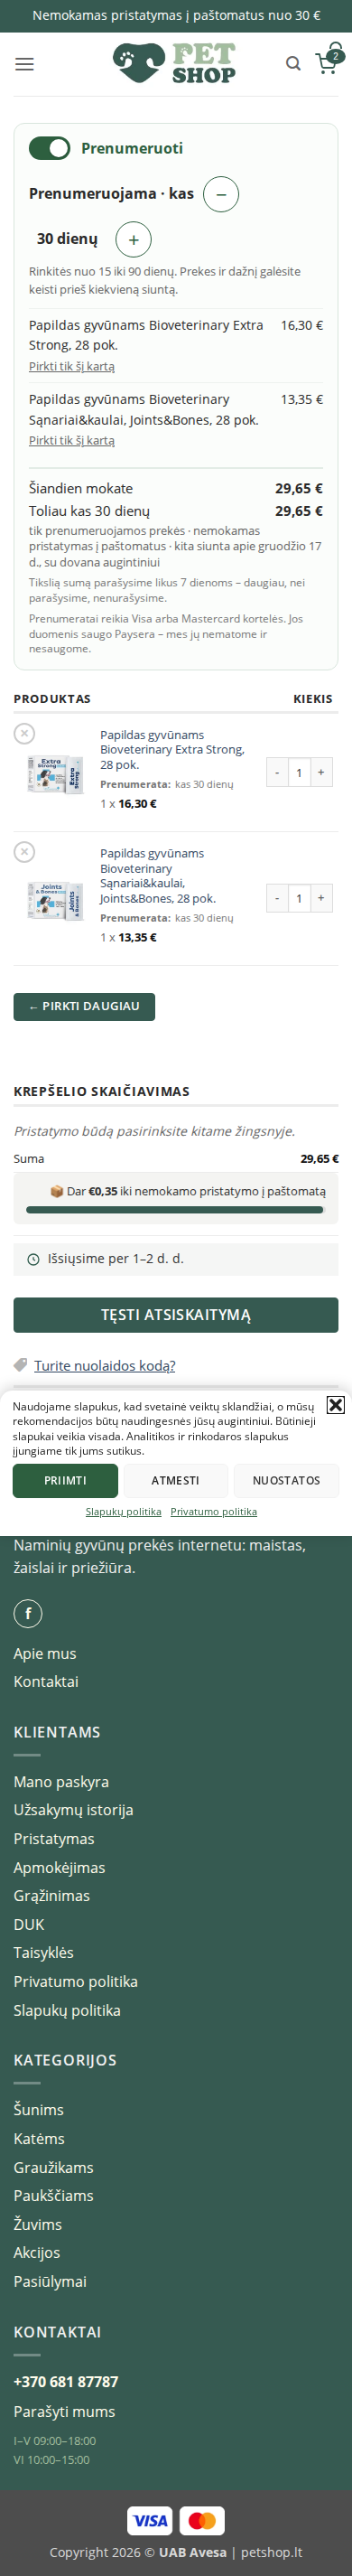 Nemokamas pristatymas į paštomatus nuo 30 €
PET
SHOP
2
Prenumeruoti
Prenumeruojama · kas −
30 dienų +
Rinkitės nuo 15 iki 90 dienų. Prekes ir dažnį galėsite
keisti prieš kiekvieną siuntą.
Papildas gyvūnams Bioveterinary Extra 16,30 €
Strong, 28 pok.
Pirkti tik šį kartą
Papildas gyvūnams Bioveterinary 13,35 €
Sąnariai&kaulai, Joints&Bones, 28 pok.
Pirkti tik šį kartą
Šiandien mokate 29,65 €
Toliau kas 30 dienų 29,65 €
tik prenumeruojamos prekės · nemokamas
pristatymas į paštomatus · kita siunta apie gruodžio 17
d., su dovana augintiniui
Tikslią sumą parašysime likus 7 dienoms – daugiau, nei
parašysime, nenurašysime.
Prenumeratai reikia Visa arba Mastercard kortelės. Jos
duomenis saugo Paysera – mes jų nematome ir
nesaugome.
PRODUKTAS KIEKIS
×
Papildas gyvūnams
Bioveterinary Extra Strong,
28 pok.
Extra
Strong
Extra
Strong
Prenumerata: kas 30 dienų
1 x 16,30 €
- 1 +
×
Papildas gyvūnams
Bioveterinary
Sąnariai&kaulai,
Joints&Bones, 28 pok.
Joints
&Bones
Joints
&Bones
Prenumerata: kas 30 dienų
1 x 13,35 €
- 1 +
← PIRKTI DAUGIAU
KREPŠELIO SKAIČIAVIMAS
Pristatymo būdą pasirinksite kitame žingsnyje.
Suma 29,65 €
📦 Dar €0,35 iki nemokamo pristatymo į paštomatą
Išsiųsime per 1–2 d. d.
TĘSTI ATSISKAITYMĄ
Turite nuolaidos kodą?
Naudojame slapukus, kad svetainė veiktų sklandžiai, o mūsų
rekomendacijos būtų naudingesnės jūsų augintiniui. Būtinieji
slapukai visada veikia. Analitikos ir rinkodaros slapukus
įjungiame tik jums sutikus.
PRIIMTI ATMESTI NUOSTATOS
Slapukų politika Privatumo politika
Naminių gyvūnų prekės internetu: maistas,
žaislai ir priežiūra.
f
Apie mus
Kontaktai
KLIENTAMS
Mano paskyra
Užsakymų istorija
Pristatymas
Apmokėjimas
Grąžinimas
DUK
Taisyklės
Privatumo politika
Slapukų politika
KATEGORIJOS
Šunims
Katėms
Graužikams
Paukščiams
Žuvims
Akcijos
Pasiūlymai
KONTAKTAI
+370 681 87787
Parašyti mums
I–V 09:00–18:00
VI 10:00–15:00
VISA
Copyright 2026 © UAB Avesa | petshop.lt